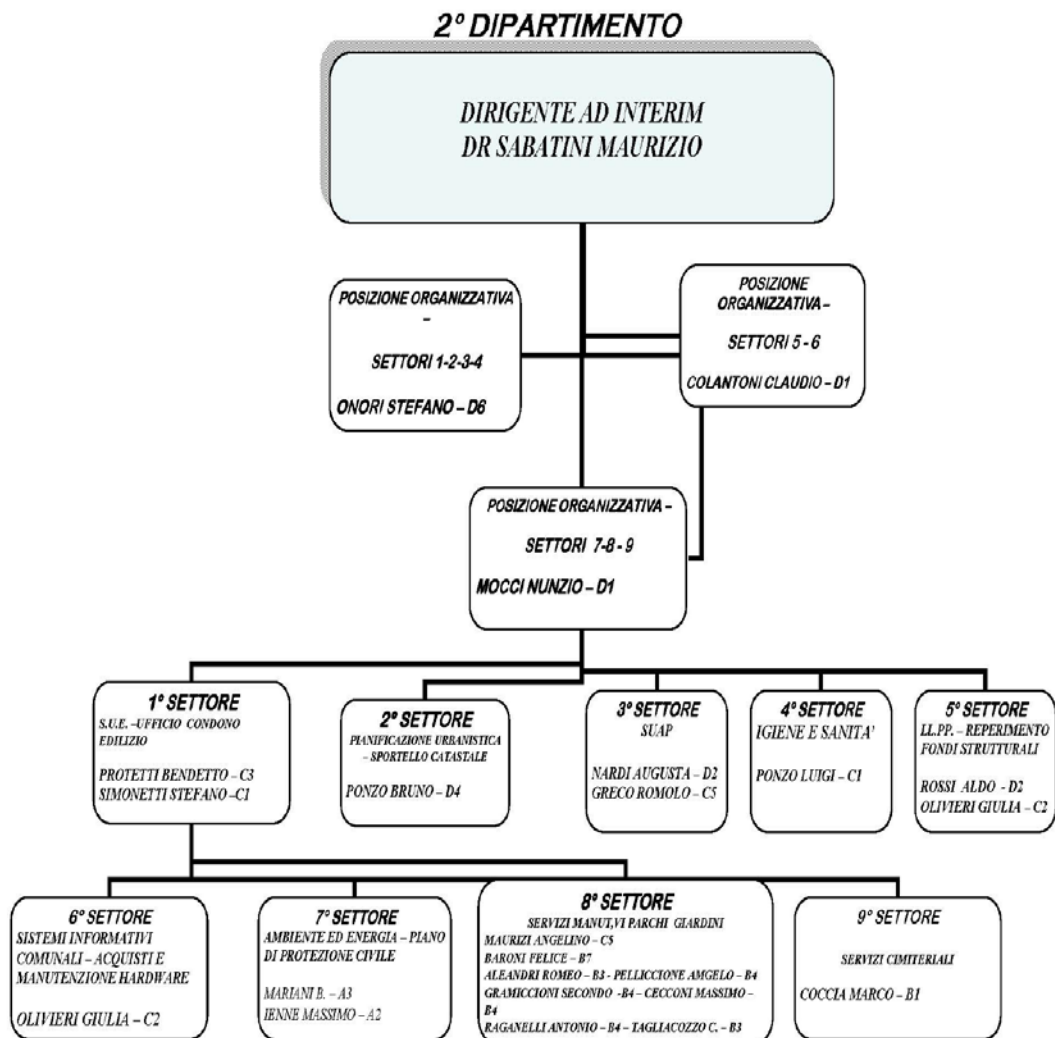 2° DIPARTIMENTO
DIRIGENTE AD INTERIM
DR SABATINI MAURIZIO
POSIZIONE ORGANIZZATIVA
–
SETTORI 1-2-3-4
ONORI STEFANO – D6
POSIZIONE
ORGANIZZATIVA –
SETTORI 5 - 6
COLANTONI CLAUDIO – D1
POSIZIONE ORGANIZZATIVA –
SETTORI 7-8 - 9
MOCCI NUNZIO – D1
1° SETTORE
S.U.E. –UFFICIO CONDONO
EDILIZIO
PROTETTI BENDETTO – C3
SIMONETTI STEFANO –C1
2° SETTORE
PIANIFICAZIONE URBANISTICA
– SPORTELLO CATASTALE
PONZO BRUNO – D4
3° SETTORE
SUAP
NARDI AUGUSTA – D2
GRECO ROMOLO – C5
4° SETTORE
IGIENE E SANITA'
PONZO LUIGI – C1
5° SETTORE
LL.PP. – REPERIMENTO
FONDI STRUTTURALI
ROSSI ALDO - D2
OLIVIERI GIULIA – C2
6° SETTORE
SISTEMI INFORMATIVI
COMUNALI – ACQUISTI E
MANUTENZIONE HARDWARE
OLIVIERI GIULIA – C2
7° SETTORE
AMBIENTE ED ENERGIA – PIANO
DI PROTEZIONE CIVILE
MARIANI B. – A3
IENNE MASSIMO – A2
8° SETTORE
SERVIZI MANUT,VI PARCHI GIARDINI
MAURIZI ANGELINO – C5
BARONI FELICE – B7
ALEANDRI ROMEO – B3 - PELLICCIONE AMGELO – B4
GRAMICCIONI SECONDO -B4 – CECCONI MASSIMO –
B4
RAGANELLI ANTONIO – B4 – TAGLIACOZZO C. – B3
9° SETTORE
SERVIZI CIMITERIALI
COCCIA MARCO – B1